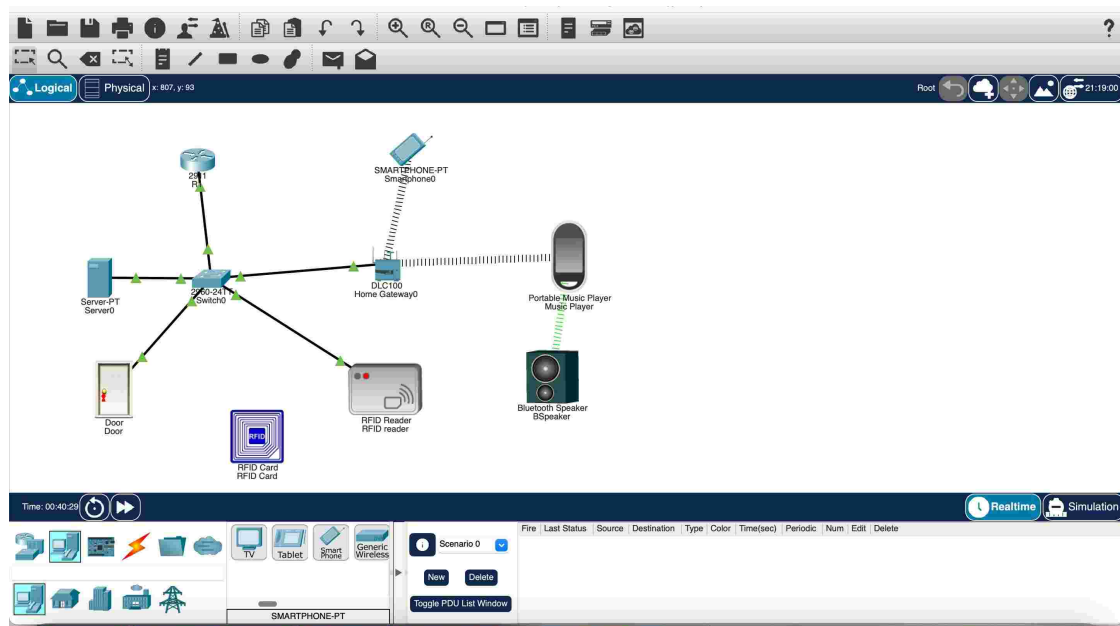 ?
Logical
Physical
x: 807, y: 93
Root
21:19:00
2911
R1
SMARTPHONE-PT
Smartphone0
Server-PT
Server0
2960-24TT
Switch0
DLC100
Home Gateway0
Portable Music Player
Music Player
Bluetooth Speaker
BSpeaker
Door
Door
RFID Reader
RFID reader
RFID
RFID Card
RFID Card
Time: 00:40:29
Realtime
Simulation
TV
Tablet
Smart
Phone
Generic
Wireless
SMARTPHONE-PT
Scenario 0
New
Delete
Toggle PDU List Window
Fire Last Status Source Destination Type Color Time(sec) Periodic Num Edit Delete